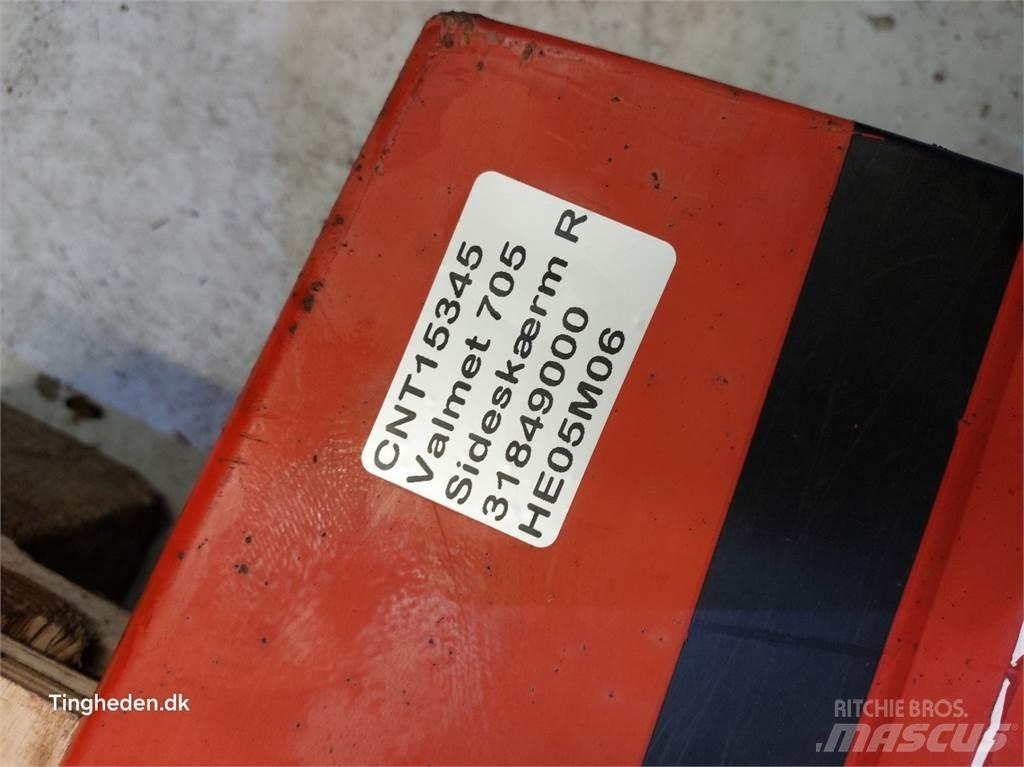 CNT15345
Valmet 705
Sideskærm R
31849000
HE05M06
Tingheden.dk
RITCHIE BROS.
MASCUS